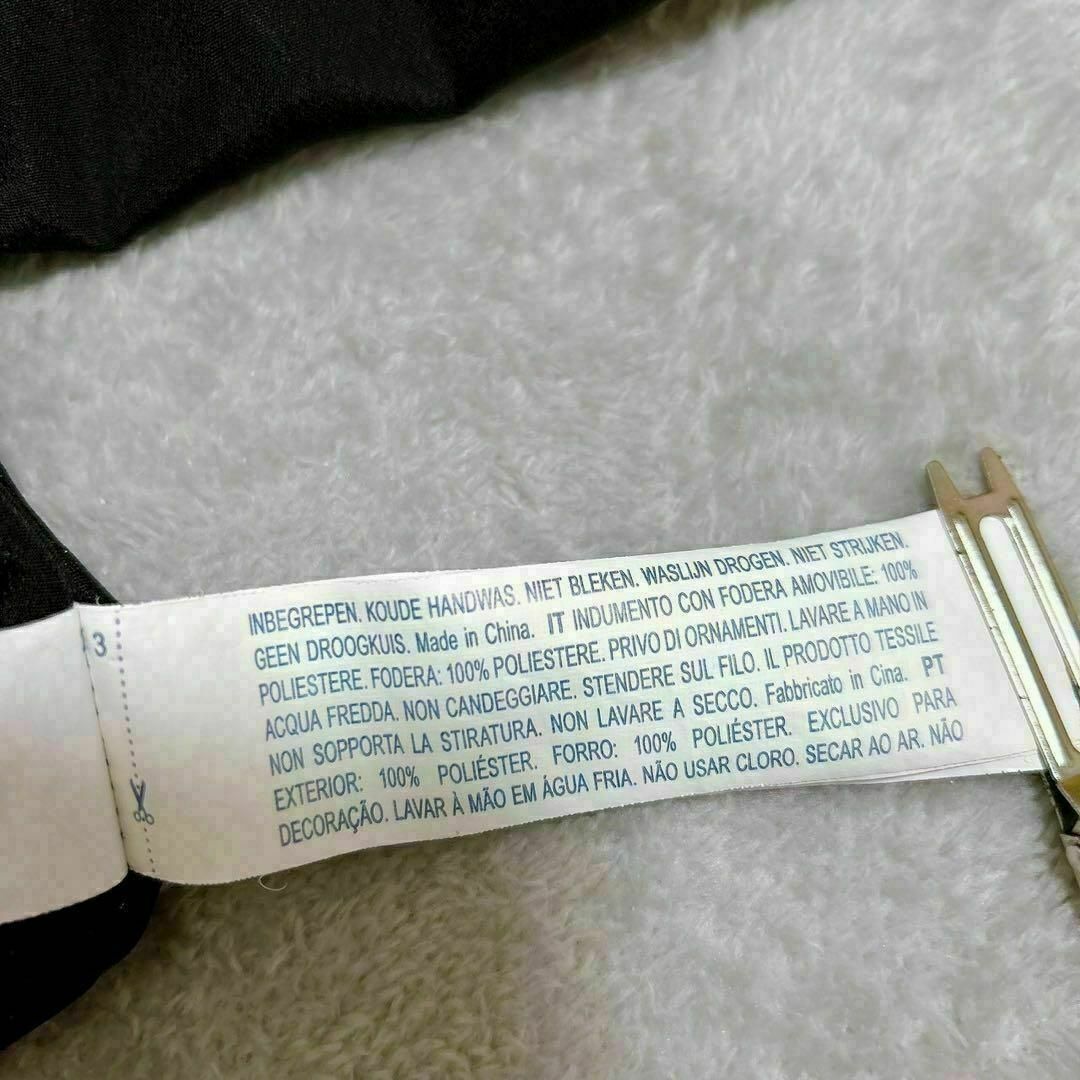 3
INBEGREPEN. KOUDE HANDWAS. NIET BLEKEN. WASLIJN DROGEN. NIET STRIJKEN.
GEEN DROOGKUIS. Made in China. IT INDUMENTO CON FODERA AMOVIBILE: 100%
POLIESTERE. FODERA: 100% POLIESTERE. PRIVO DI ORNAMENTI. LAVARE A MANO IN
ACQUA FREDDA. NON CANDEGGIARE. STENDERE SUL FILO. IL PRODOTTO TESSILE
NON SOPPORTA LA STIRATURA. NON LAVARE A SECCO. Fabbricato in Cina. PT
EXTERIOR: 100% POLIÉSTER. FORRO: 100% POLIÉSTER. EXCLUSIVO PARA
DECORAÇÃO. LAVAR À MÃO EM ÁGUA FRIA. NÃO USAR CLORO. SECAR AO AR. NÃO